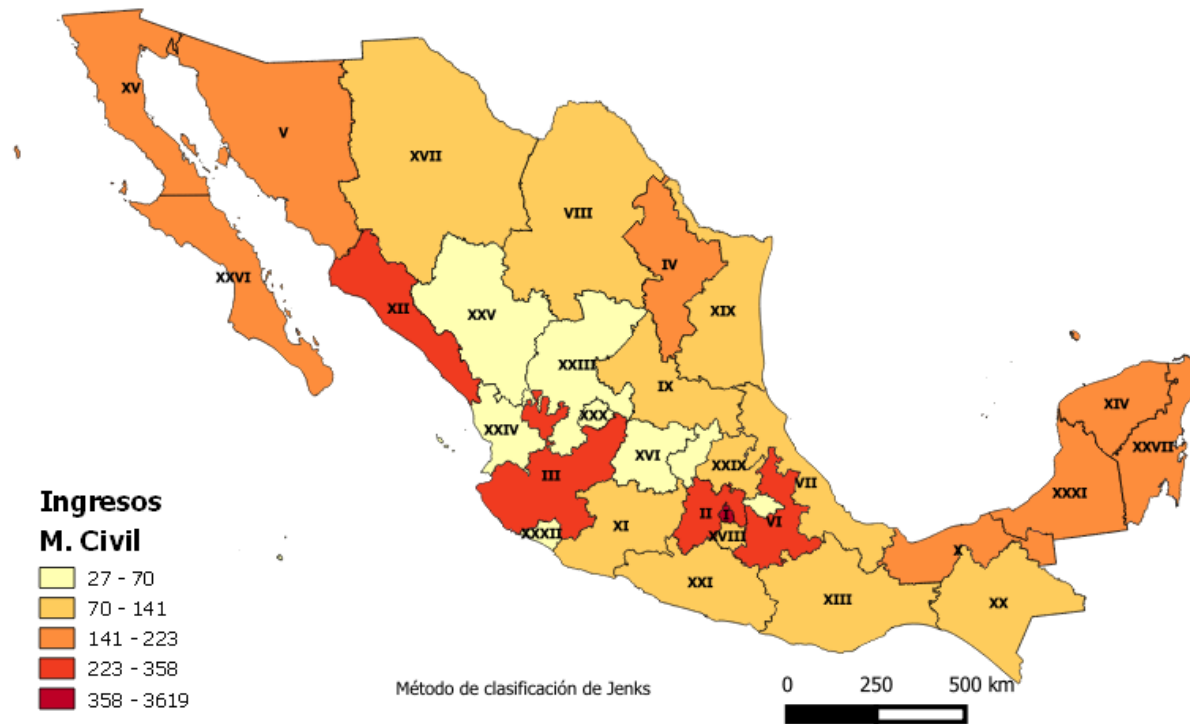 XV
V
XVII
VIII
IV
XXVI
XII
XXV
XIX
XXIII
IX
XXX
XXIV
XIV
XXVII
XVI
XXIX
III
VII
XXXI
II
I
VI
XI
XXXII
XVIII
X
XXI
XIII
XX
Ingresos
M. Civil
27 - 70
70 - 141
141 - 223
223 - 358
358 - 3619
Método de clasificación de Jenks
0 250 500 km